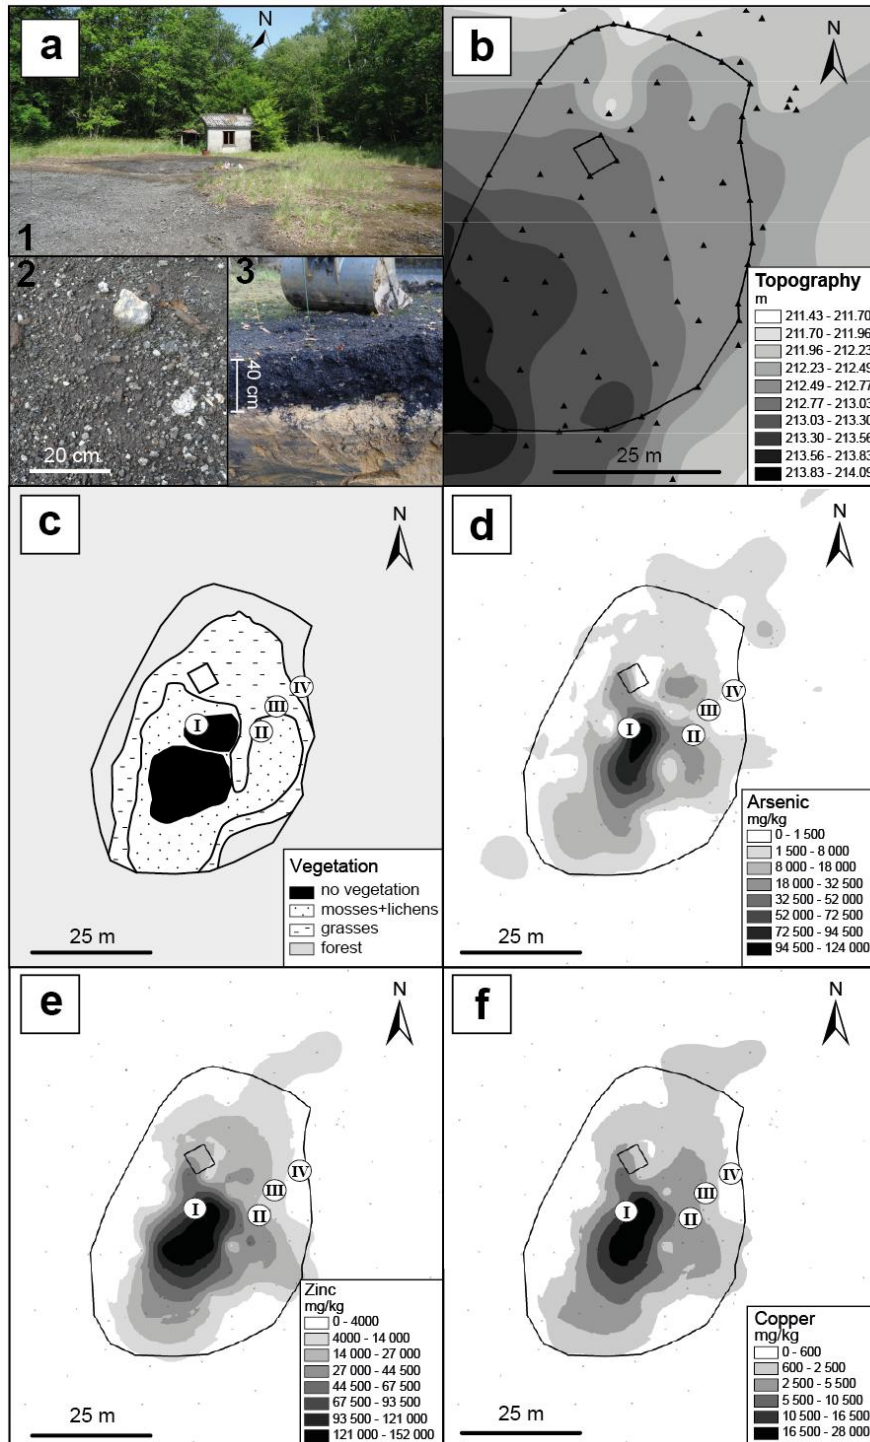 a
N
1
2
20 cm
3
40 cm
b
N
25 m
Topography
m
211.43 - 211.70
211.70 - 211.96
211.96 - 212.23
212.23 - 212.49
212.49 - 212.77
212.77 - 213.03
213.03 - 213.30
213.30 - 213.56
213.56 - 213.83
213.83 - 214.09
c
N
IV
III
I
II
25 m
Vegetation
no vegetation
mosses+lichens
grasses
forest
d
N
IV
III
I
II
25 m
Arsenic
mg/kg
0 - 1 500
1 500 - 8 000
8 000 - 18 000
18 000 - 32 500
32 500 - 52 000
52 000 - 72 500
72 500 - 94 500
94 500 - 124 000
e
N
IV
III
I
II
25 m
Zinc
mg/kg
0 - 4000
4000 - 14 000
14 000 - 27 000
27 000 - 44 500
44 500 - 67 500
67 500 - 93 500
93 500 - 121 000
121 000 - 152 000
f
N
IV
III
I
II
25 m
Copper
mg/kg
0 - 600
600 - 2 500
2 500 - 5 500
5 500 - 10 500
10 500 - 16 500
16 500 - 28 000